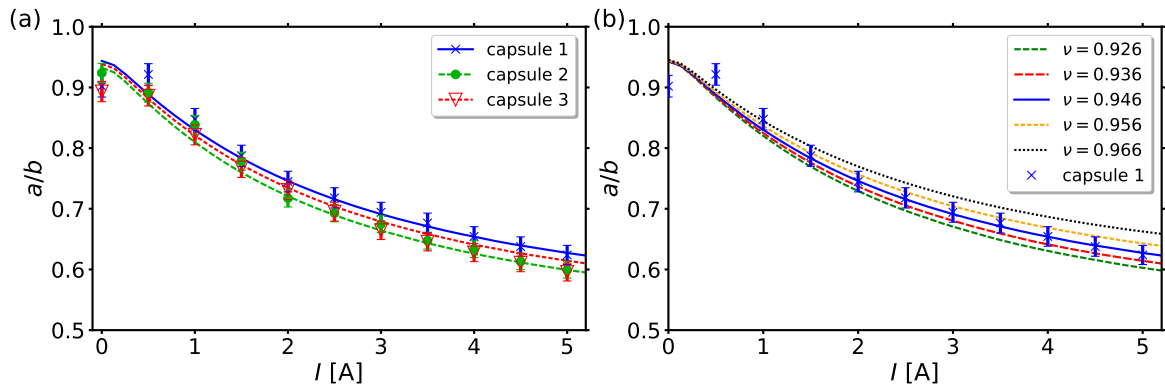 (a)
1.0
0.9
0.8
0.7
0.6
0.5
a/b
0 1 2 3 4 5
I [A]
capsule 1
capsule 2
capsule 3
(b)
1.0
0.9
0.8
0.7
0.6
0.5
a/b
0 1 2 3 4 5
I [A]
ν = 0.926
ν = 0.936
ν = 0.946
ν = 0.956
ν = 0.966
capsule 1